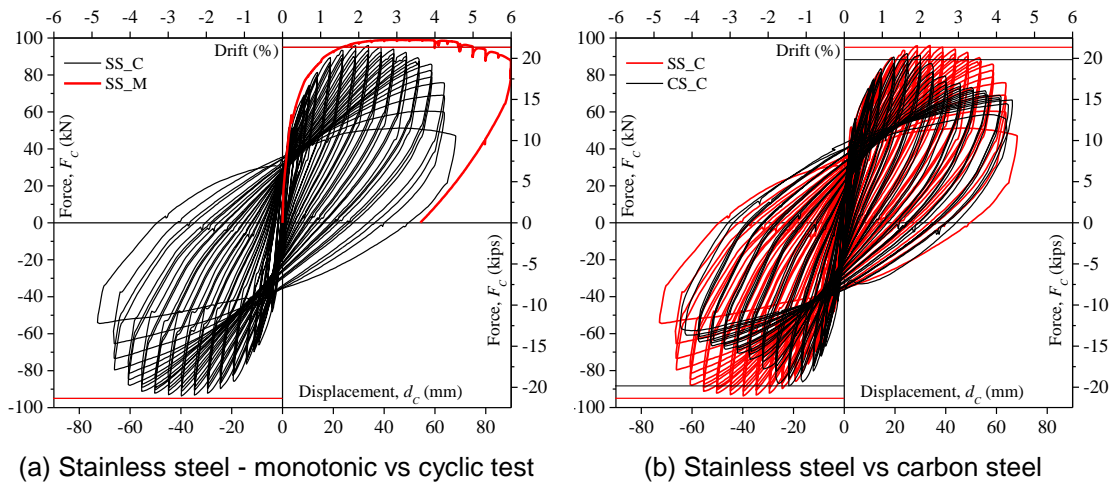 -6 -5 -4 -3 -2 -1 0 1 2 3 4 5 6
Drift (%)
SS_C
SS_M
100
80
60
40
20
0
-20
-40
-60
-80
-100
Force, F_C (kN)
20
15
10
5
0
-5
-10
-15
-20
Force, F_C (kips)
Displacement, d_C (mm)
-80 -60 -40 -20 0 20 40 60 80
(a) Stainless steel - monotonic vs cyclic test
-6 -5 -4 -3 -2 -1 0 1 2 3 4 5 6
Drift (%)
SS_C
CS_C
100
80
60
40
20
0
-20
-40
-60
-80
-100
Force, F_C (kN)
20
15
10
5
0
-5
-10
-15
-20
Force, F_C (kips)
Displacement, d_C (mm)
-80 -60 -40 -20 0 20 40 60 80
(b) Stainless steel vs carbon steel